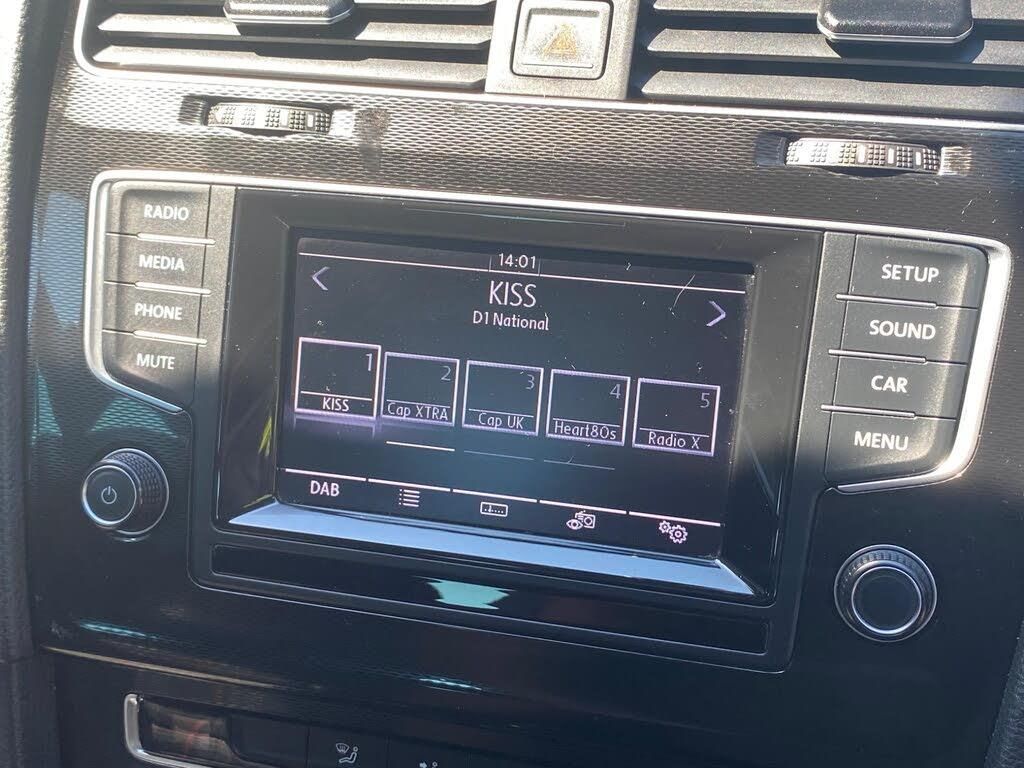 RADIO
MEDIA
PHONE
MUTE
14:01
KISS
D1 National
1
KISS
2
Cap XTRA
3
Cap UK
4
Heart80s
5
Radio X
DAB
SETUP
SOUND
CAR
MENU